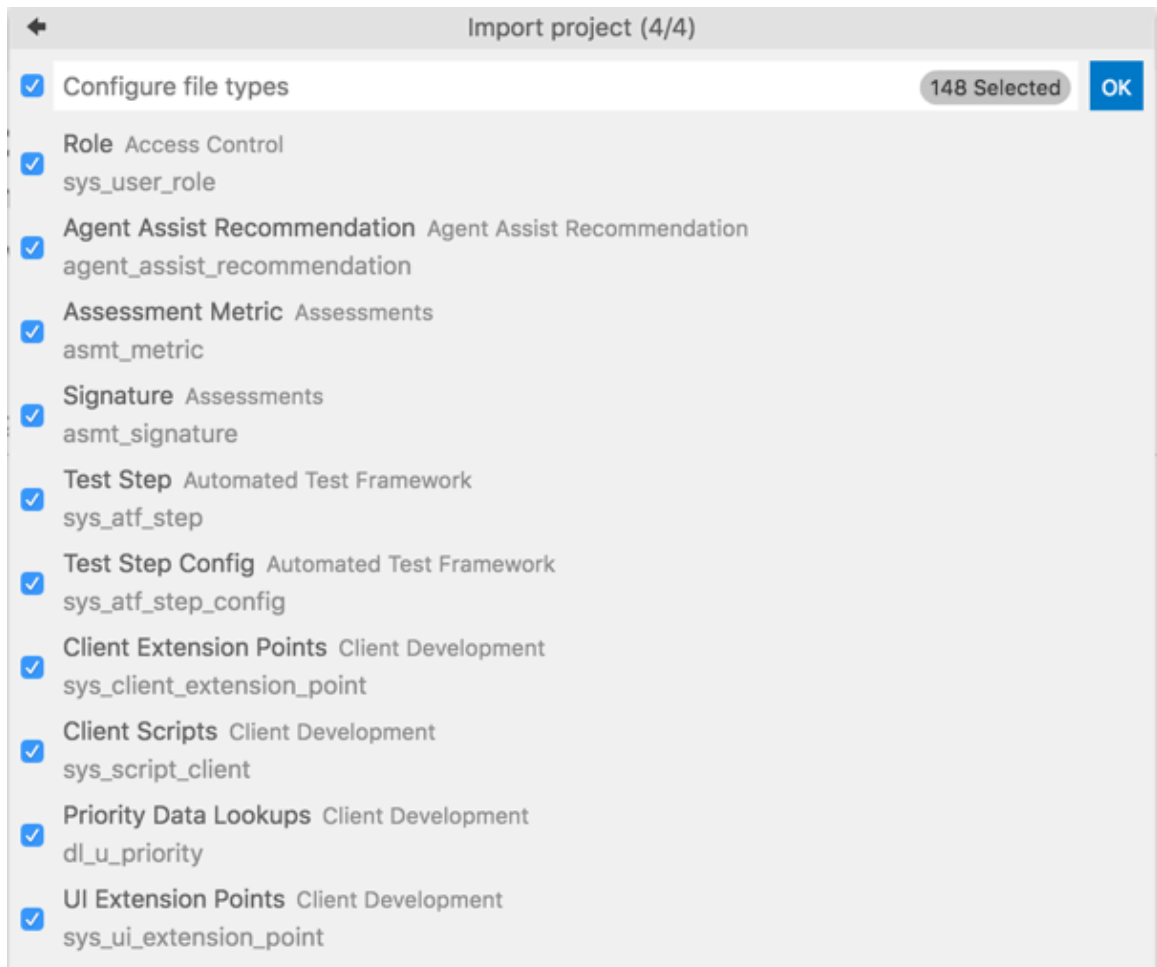 Import project (4/4)
Configure file types 148 Selected OK
Role Access Control
sys_user_role
Agent Assist Recommendation Agent Assist Recommendation
agent_assist_recommendation
Assessment Metric Assessments
asmt_metric
Signature Assessments
asmt_signature
Test Step Automated Test Framework
sys_atf_step
Test Step Config Automated Test Framework
sys_atf_step_config
Client Extension Points Client Development
sys_client_extension_point
Client Scripts Client Development
sys_script_client
Priority Data Lookups Client Development
dl_u_priority
UI Extension Points Client Development
sys_ui_extension_point